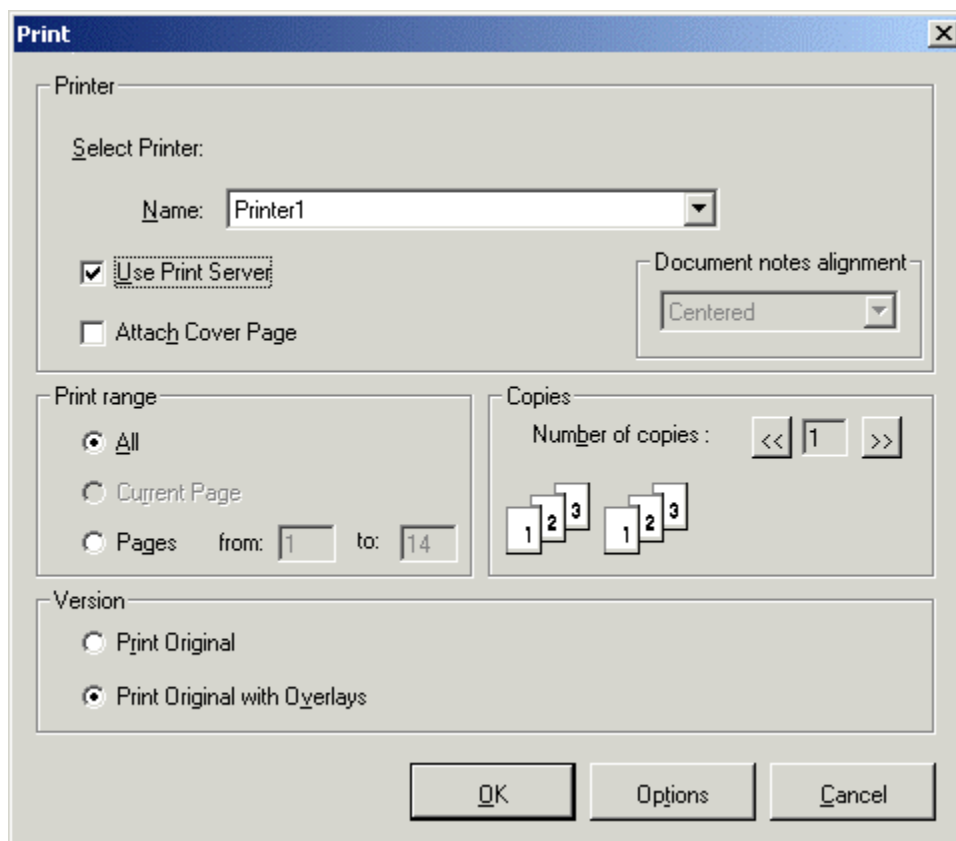 Print
Printer
Select Printer:
Name: Printer1
Use Print Server
Document notes alignment
Centered
Attach Cover Page
Print range
All
Current Page
Pages from: 1 to: 14
Copies
Number of copies : << 1 >>
1 2 3 1 2 3
Version
Print Original
Print Original with Overlays
OK Options Cancel